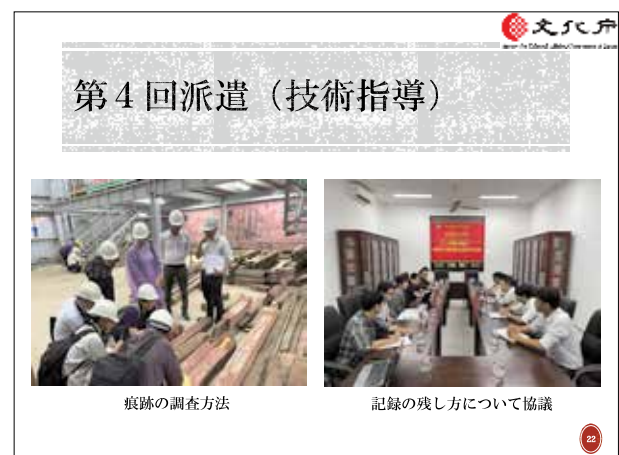 文化庁
第４回派遣（技術指導）
痕跡の調査方法
記録の残し方について協議
22